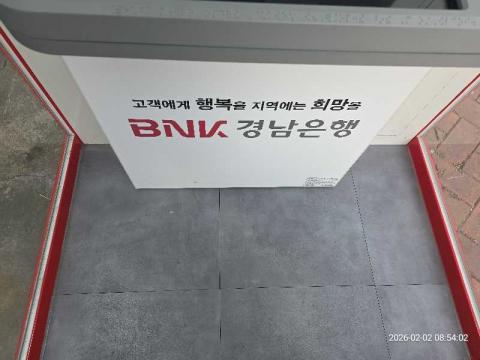 고객에게 행복을 지역에는 희망을
BNK 경남은행
2026-02-02 08:54:02